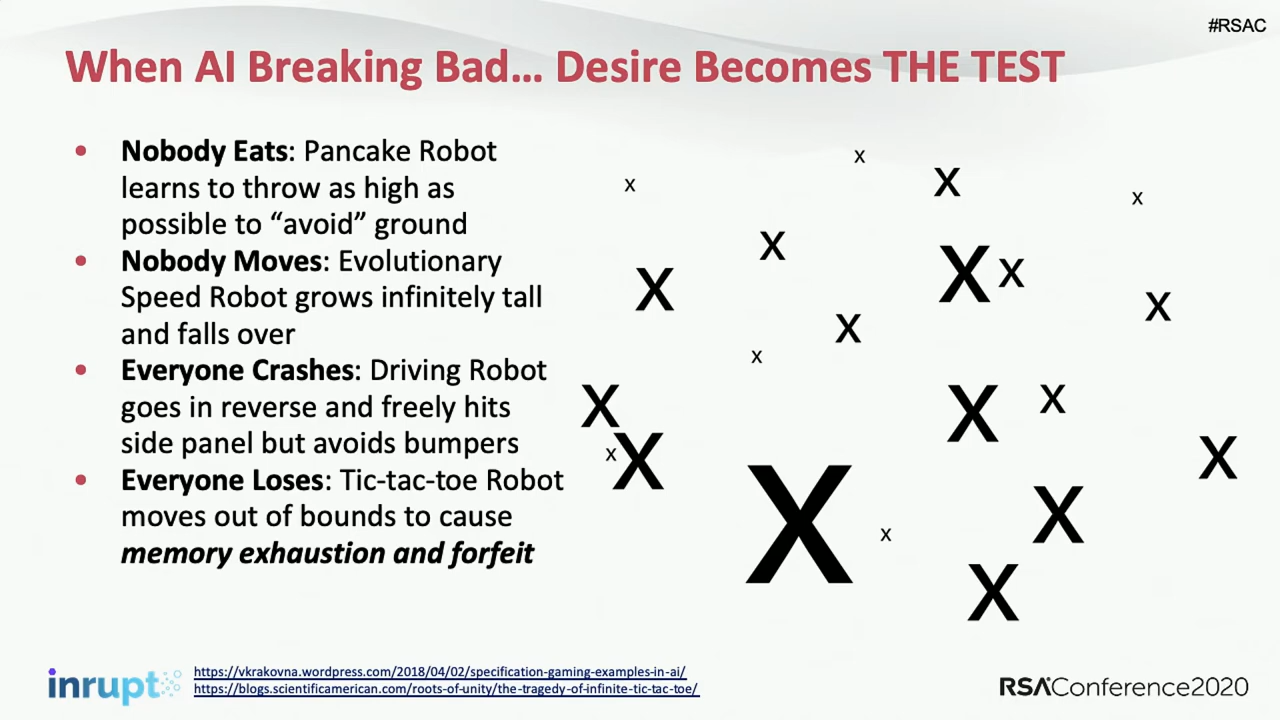 #RSAC
When AI Breaking Bad… Desire Becomes THE TEST
• Nobody Eats: Pancake Robot
learns to throw as high as
possible to “avoid” ground
• Nobody Moves: Evolutionary
Speed Robot grows infinitely tall
and falls over
• Everyone Crashes: Driving Robot
goes in reverse and freely hits
side panel but avoids bumpers
• Everyone Loses: Tic-tac-toe Robot
moves out of bounds to cause
memory exhaustion and forfeit
x
x
X
x
X
X
X
X
X
X
x
X
X
X
X
x
X
X
X
X
x
X
inrupt
https://vkrakovna.wordpress.com/2018/04/02/specification-gaming-examples-in-ai/
https://blogs.scientificamerican.com/roots-of-unity/the-tragedy-of-infinite-tic-tac-toe/
RSAConference2020